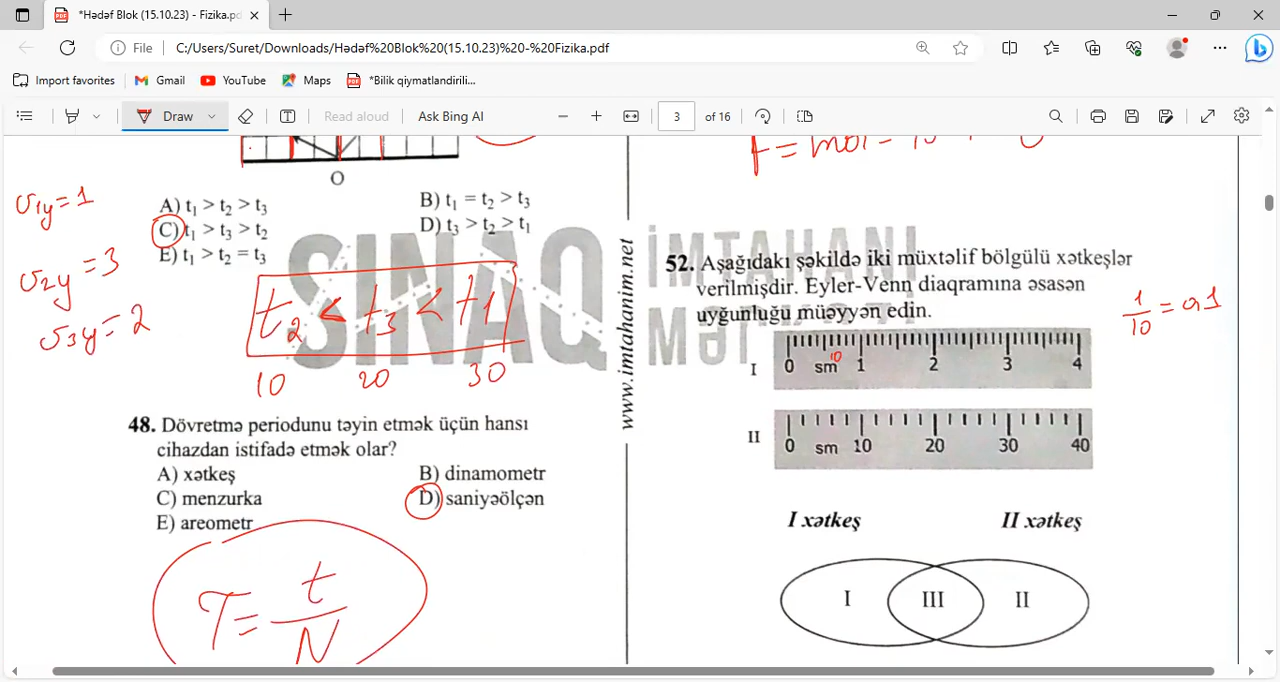 *Hədəf Blok (15.10.23) - Fizika.pd
File
C:/Users/Suret/Downloads/Hədəf%20Blok%20(15.10.23)%20-%20Fizika.pdf
Import favorites
Gmail
YouTube
Maps
*Bilik qiymatlandirili...
Draw
Read aloud
Ask Bing AI
3
of 16
O
A) t₁ > t₂ > t₃
B) t₁ = t₂ > t₃
C) t₁ > t₃ > t₂
D) t₃ > t₂ > t₁
E) t₁ > t₂ = t₃
υ1y=1
υ2y=3
υ3y=2
t2 < t3 < t1
10 20 30
48. Dövretmə periodunu təyin etmək üçün hansı
cihazdan istifadə etmək olar?
A) xətkeş
B) dinamometr
C) menzurka
D) saniyəölçən
E) areometr
T = t/N
SINAQ
İMTAHANI
www.imtahanim.net
52. Aşağıdakı şəkildə iki müxtəlif bölgülü xətkeşlər
verilmişdir. Eyler-Venn diaqramına əsasən
uyğunluğu müəyyən edin.
1/10 = 0,1
I
10
0 sm 1 2 3 4
II
0 sm 10 20 30 40
I xətkeş
II xətkeş
I III II